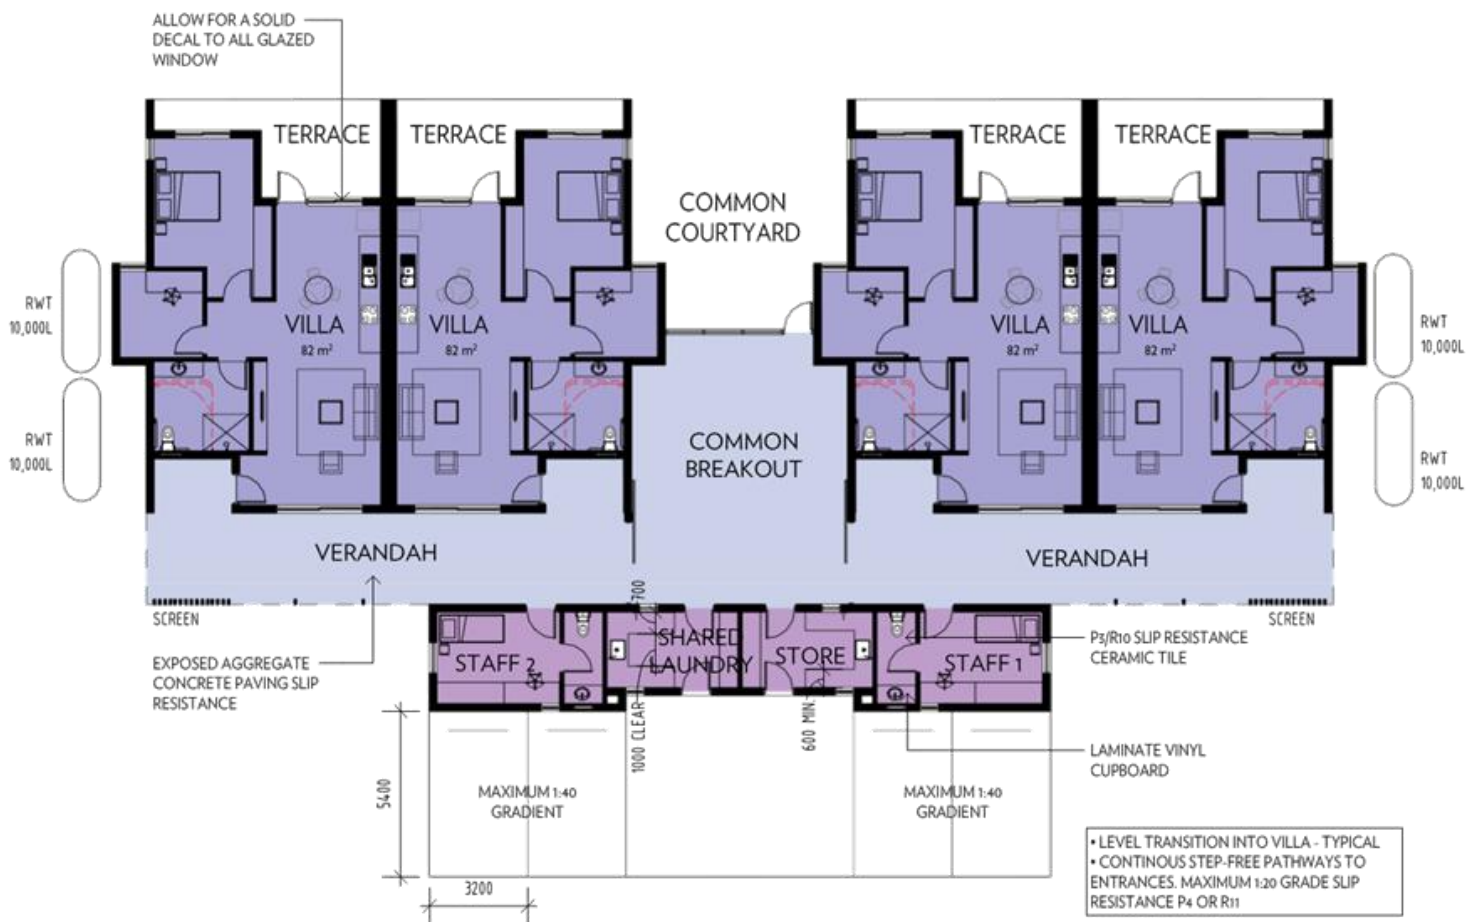 ALLOW FOR A SOLID
DECAL TO ALL GLAZED
WINDOW
TERRACE
TERRACE
TERRACE
TERRACE
COMMON
COURTYARD
RWT
10,000L
RWT
10,000L
VILLA
82 m²
VILLA
82 m²
VILLA
82 m²
VILLA
82 m²
RWT
10,000L
RWT
10,000L
COMMON
BREAKOUT
VERANDAH
VERANDAH
SCREEN
SCREEN
EXPOSED AGGREGATE
CONCRETE PAVING SLIP
RESISTANCE
STAFF 2
700
SHARED
LAUNDRY
STORE
STAFF 1
P3/R10 SLIP RESISTANCE
CERAMIC TILE
1000 CLEAR
600 MIN.
LAMINATE VINYL
CUPBOARD
5400
MAXIMUM 1:40
GRADIENT
MAXIMUM 1:40
GRADIENT
3200
• LEVEL TRANSITION INTO VILLA - TYPICAL
• CONTINOUS STEP-FREE PATHWAYS TO
ENTRANCES. MAXIMUM 1:20 GRADE SLIP
RESISTANCE P4 OR R11